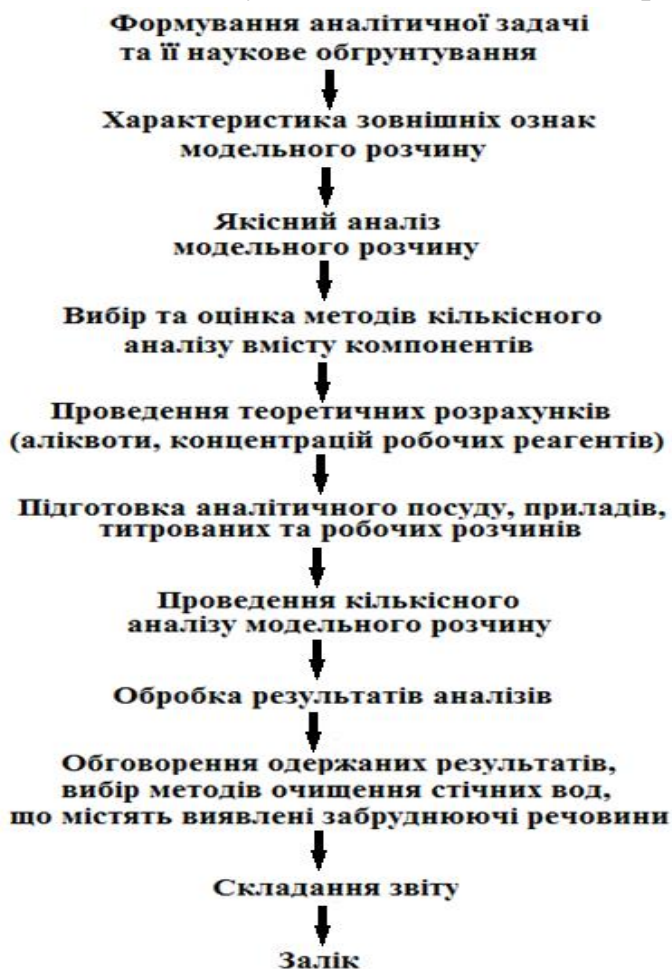 Формування аналітичної задачі
та її наукове обгрунтування
Характеристика зовнішніх ознак
модельного розчину
Якісний аналіз
модельного розчину
Вибір та оцінка методів кількісного
аналізу вмісту компонентів
Проведення теоретичних розрахунків
(аліквоти, концентрацій робочих реагентів)
Підготовка аналітичного посуду, приладів,
титрованих та робочих розчинів
Проведення кількісного
аналізу модельного розчину
Обробка результатів аналізів
Обговорення одержаних результатів,
вибір методів очищення стічних вод,
що містять виявлені забруднюючі речовини
Складання звіту
Залік